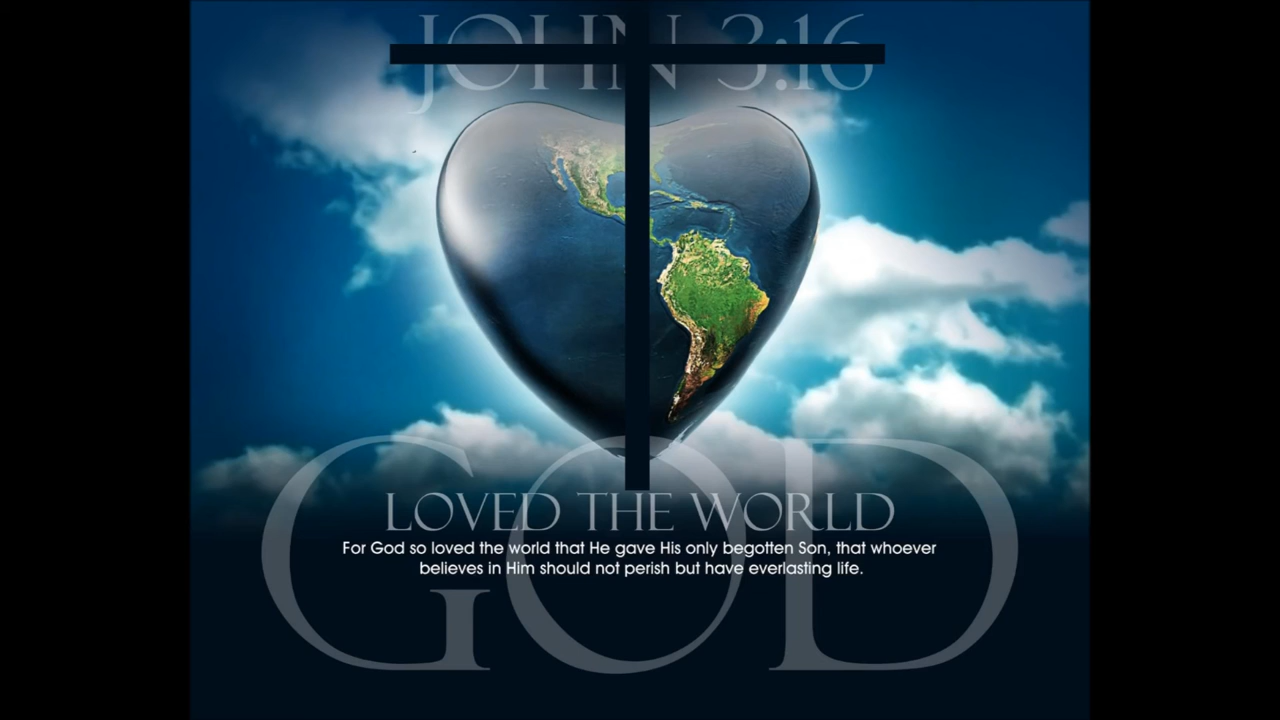 JOHN 3:16
GOD
LOVED THE WORLD
For God so loved the world that He gave His only begotten Son, that whoever
believes in Him should not perish but have everlasting life.